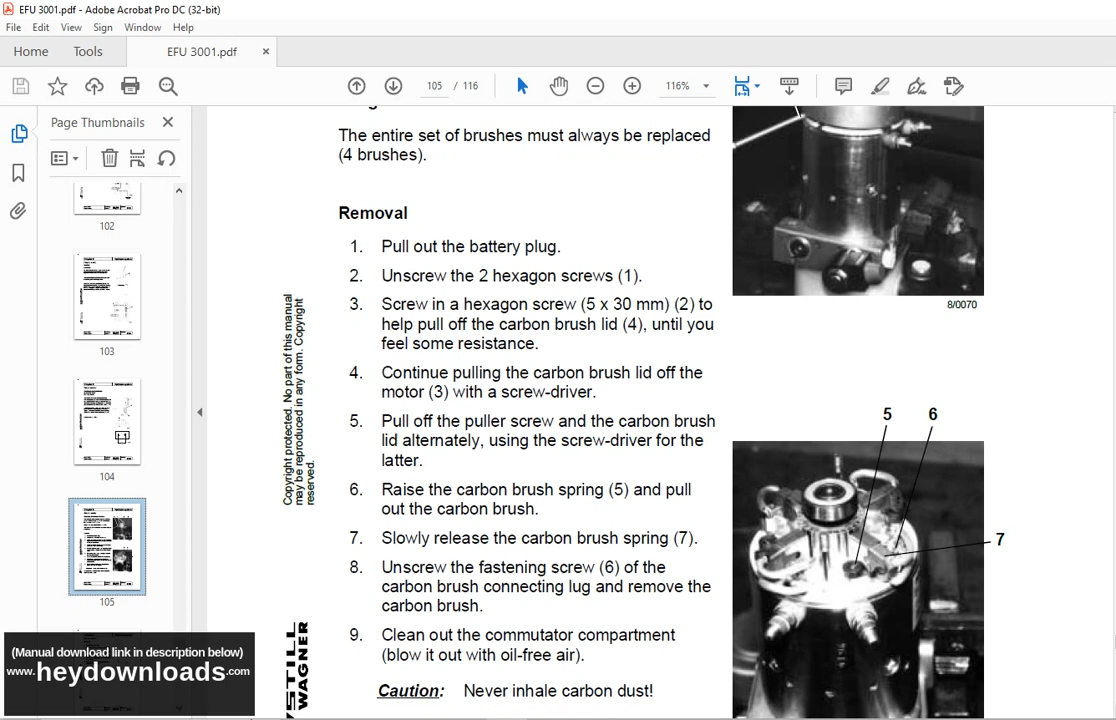 EFU 3001.pdf - Adobe Acrobat Pro DC (32-bit)
File Edit View Sign Window Help
Home Tools EFU 3001.pdf ×
105 / 116 116%
Page Thumbnails ×
102
103
104
105
The entire set of brushes must always be replaced
(4 brushes).
Removal
1. Pull out the battery plug.
2. Unscrew the 2 hexagon screws (1).
3. Screw in a hexagon screw (5 x 30 mm) (2) to
help pull off the carbon brush lid (4), until you
feel some resistance.
4. Continue pulling the carbon brush lid off the
motor (3) with a screw-driver.
5. Pull off the puller screw and the carbon brush
lid alternately, using the screw-driver for the
latter.
6. Raise the carbon brush spring (5) and pull
out the carbon brush.
7. Slowly release the carbon brush spring (7).
8. Unscrew the fastening screw (6) of the
carbon brush connecting lug and remove the
carbon brush.
9. Clean out the commutator compartment
(blow it out with oil-free air).
Caution: Never inhale carbon dust!
8/0070
5 6
7
Copyright protected. No part of this manual
may be reproduced in any form. Copyright
reserved.
STILL
WAGNER
(Manual download link in description below)
www.heydownloads.com